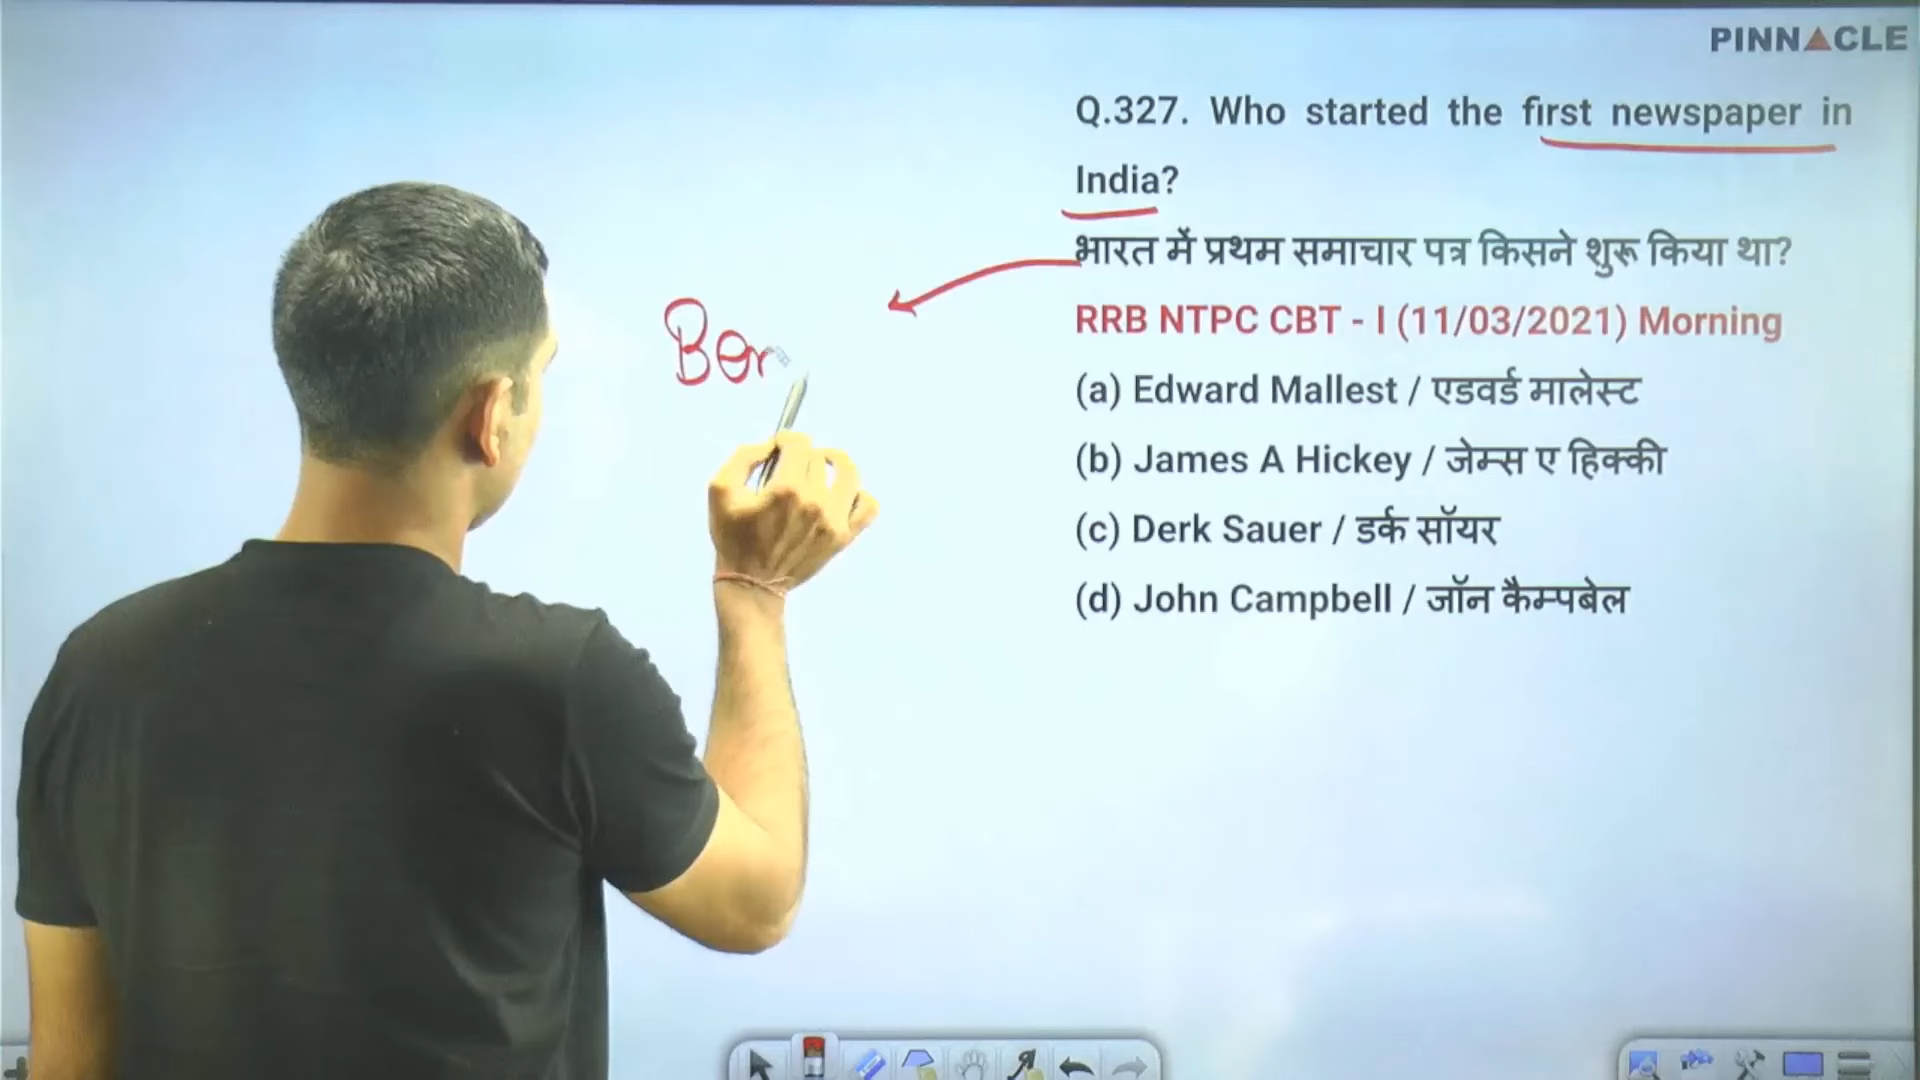 PINNACLE
Q.327. Who started the first newspaper in
India?
भारत में प्रथम समाचार पत्र किसने शुरू किया था?
RRB NTPC CBT - I (11/03/2021) Morning
(a) Edward Mallest / एडवर्ड मालेस्ट
(b) James A Hickey / जेम्स ए हिक्की
(c) Derk Sauer / डर्क सॉयर
(d) John Campbell / जॉन कैम्पबेल
Ben